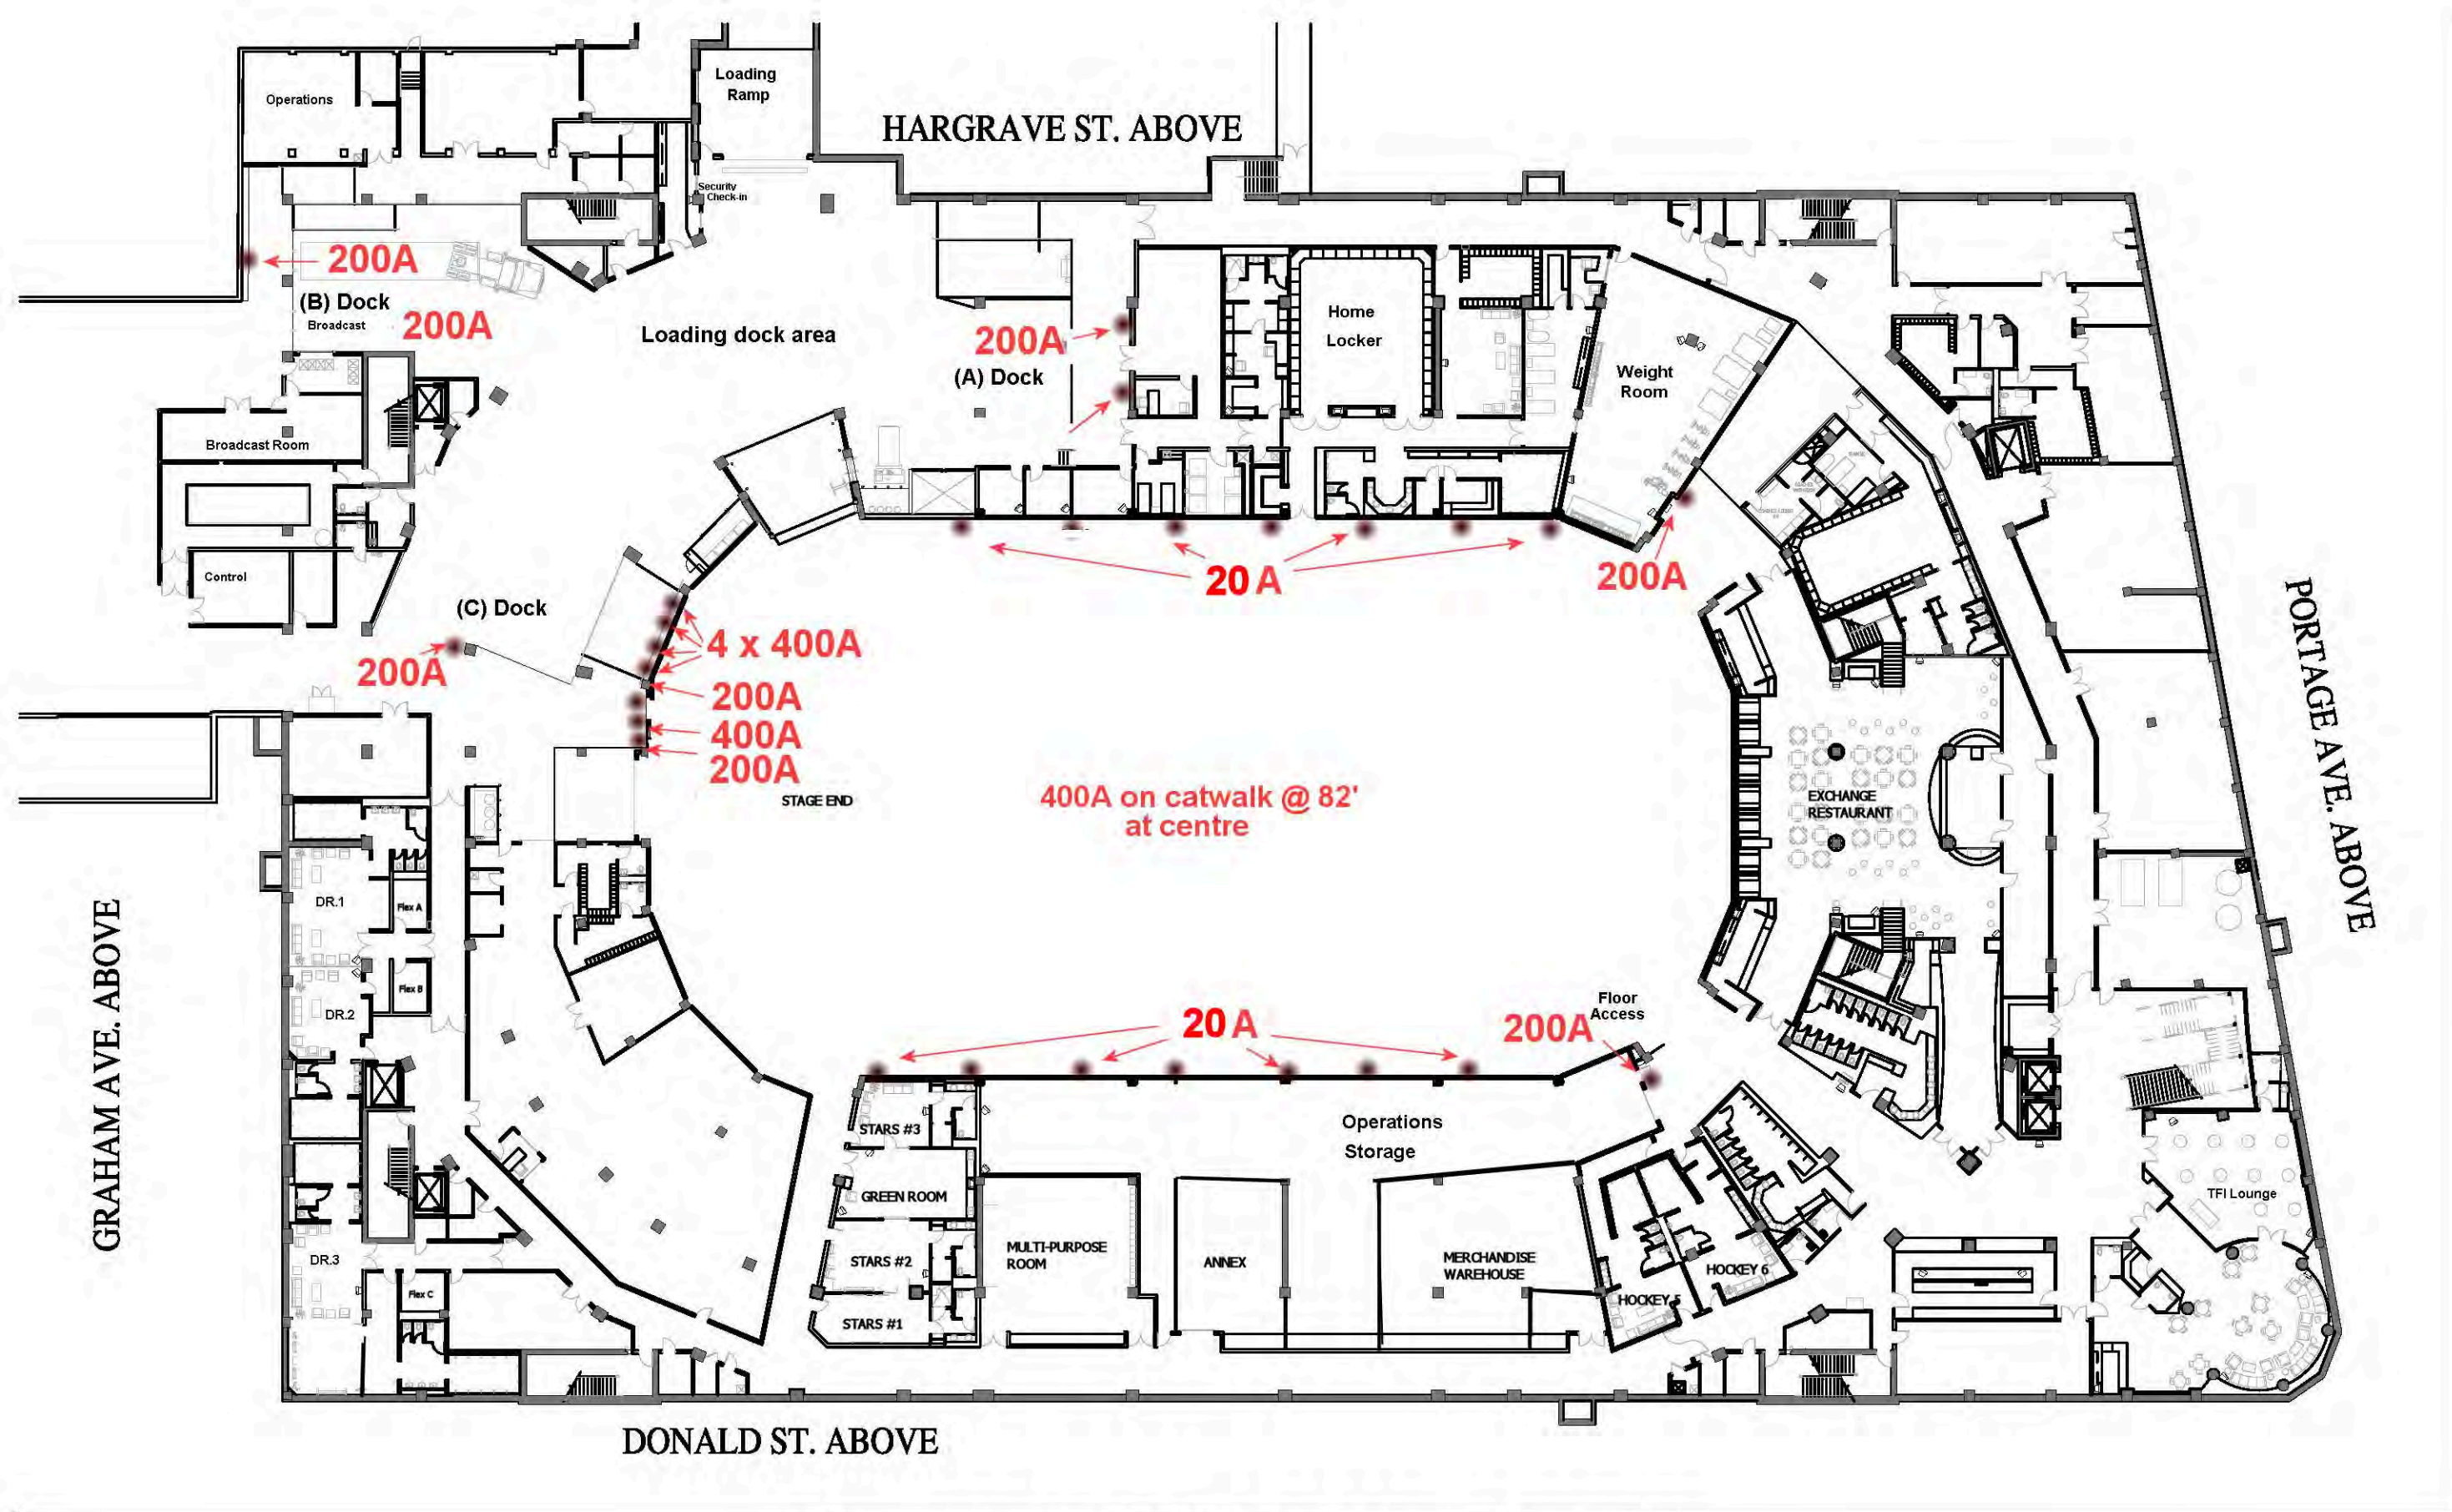 Loading
Ramp
HARGRAVE ST. ABOVE
Operations
Security
Check-in
200A
(B) Dock
Broadcast
200A
Loading dock area
200A
(A) Dock
Home
Locker
Weight
Room
Broadcast Room
Control
(C) Dock
200A
20 A
200A
4 x 400A
200A
400A
200A
STAGE END
400A on catwalk @ 82'
at centre
EXCHANGE
RESTAURANT
PORTAGE AVE. ABOVE
GRAHAM AVE. ABOVE
DR.1
Flex A
Flex B
DR.2
20 A
200A
Floor
Access
Operations
Storage
STARS #3
GREEN ROOM
STARS #2
STARS #1
MULTI-PURPOSE
ROOM
ANNEX
MERCHANDISE
WAREHOUSE
HOCKEY 6
HOCKEY 5
TFI Lounge
DR.3
Flex C
DONALD ST. ABOVE